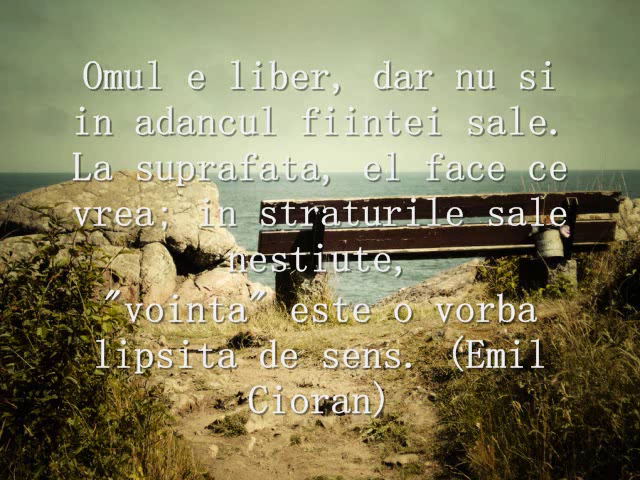 Omul e liber, dar nu si
in adancul fiintei sale.
La suprafata, el face ce
vrea; in straturile sale
nestiute,
"vointa" este o vorba
lipsita de sens. (Emil
Cioran)